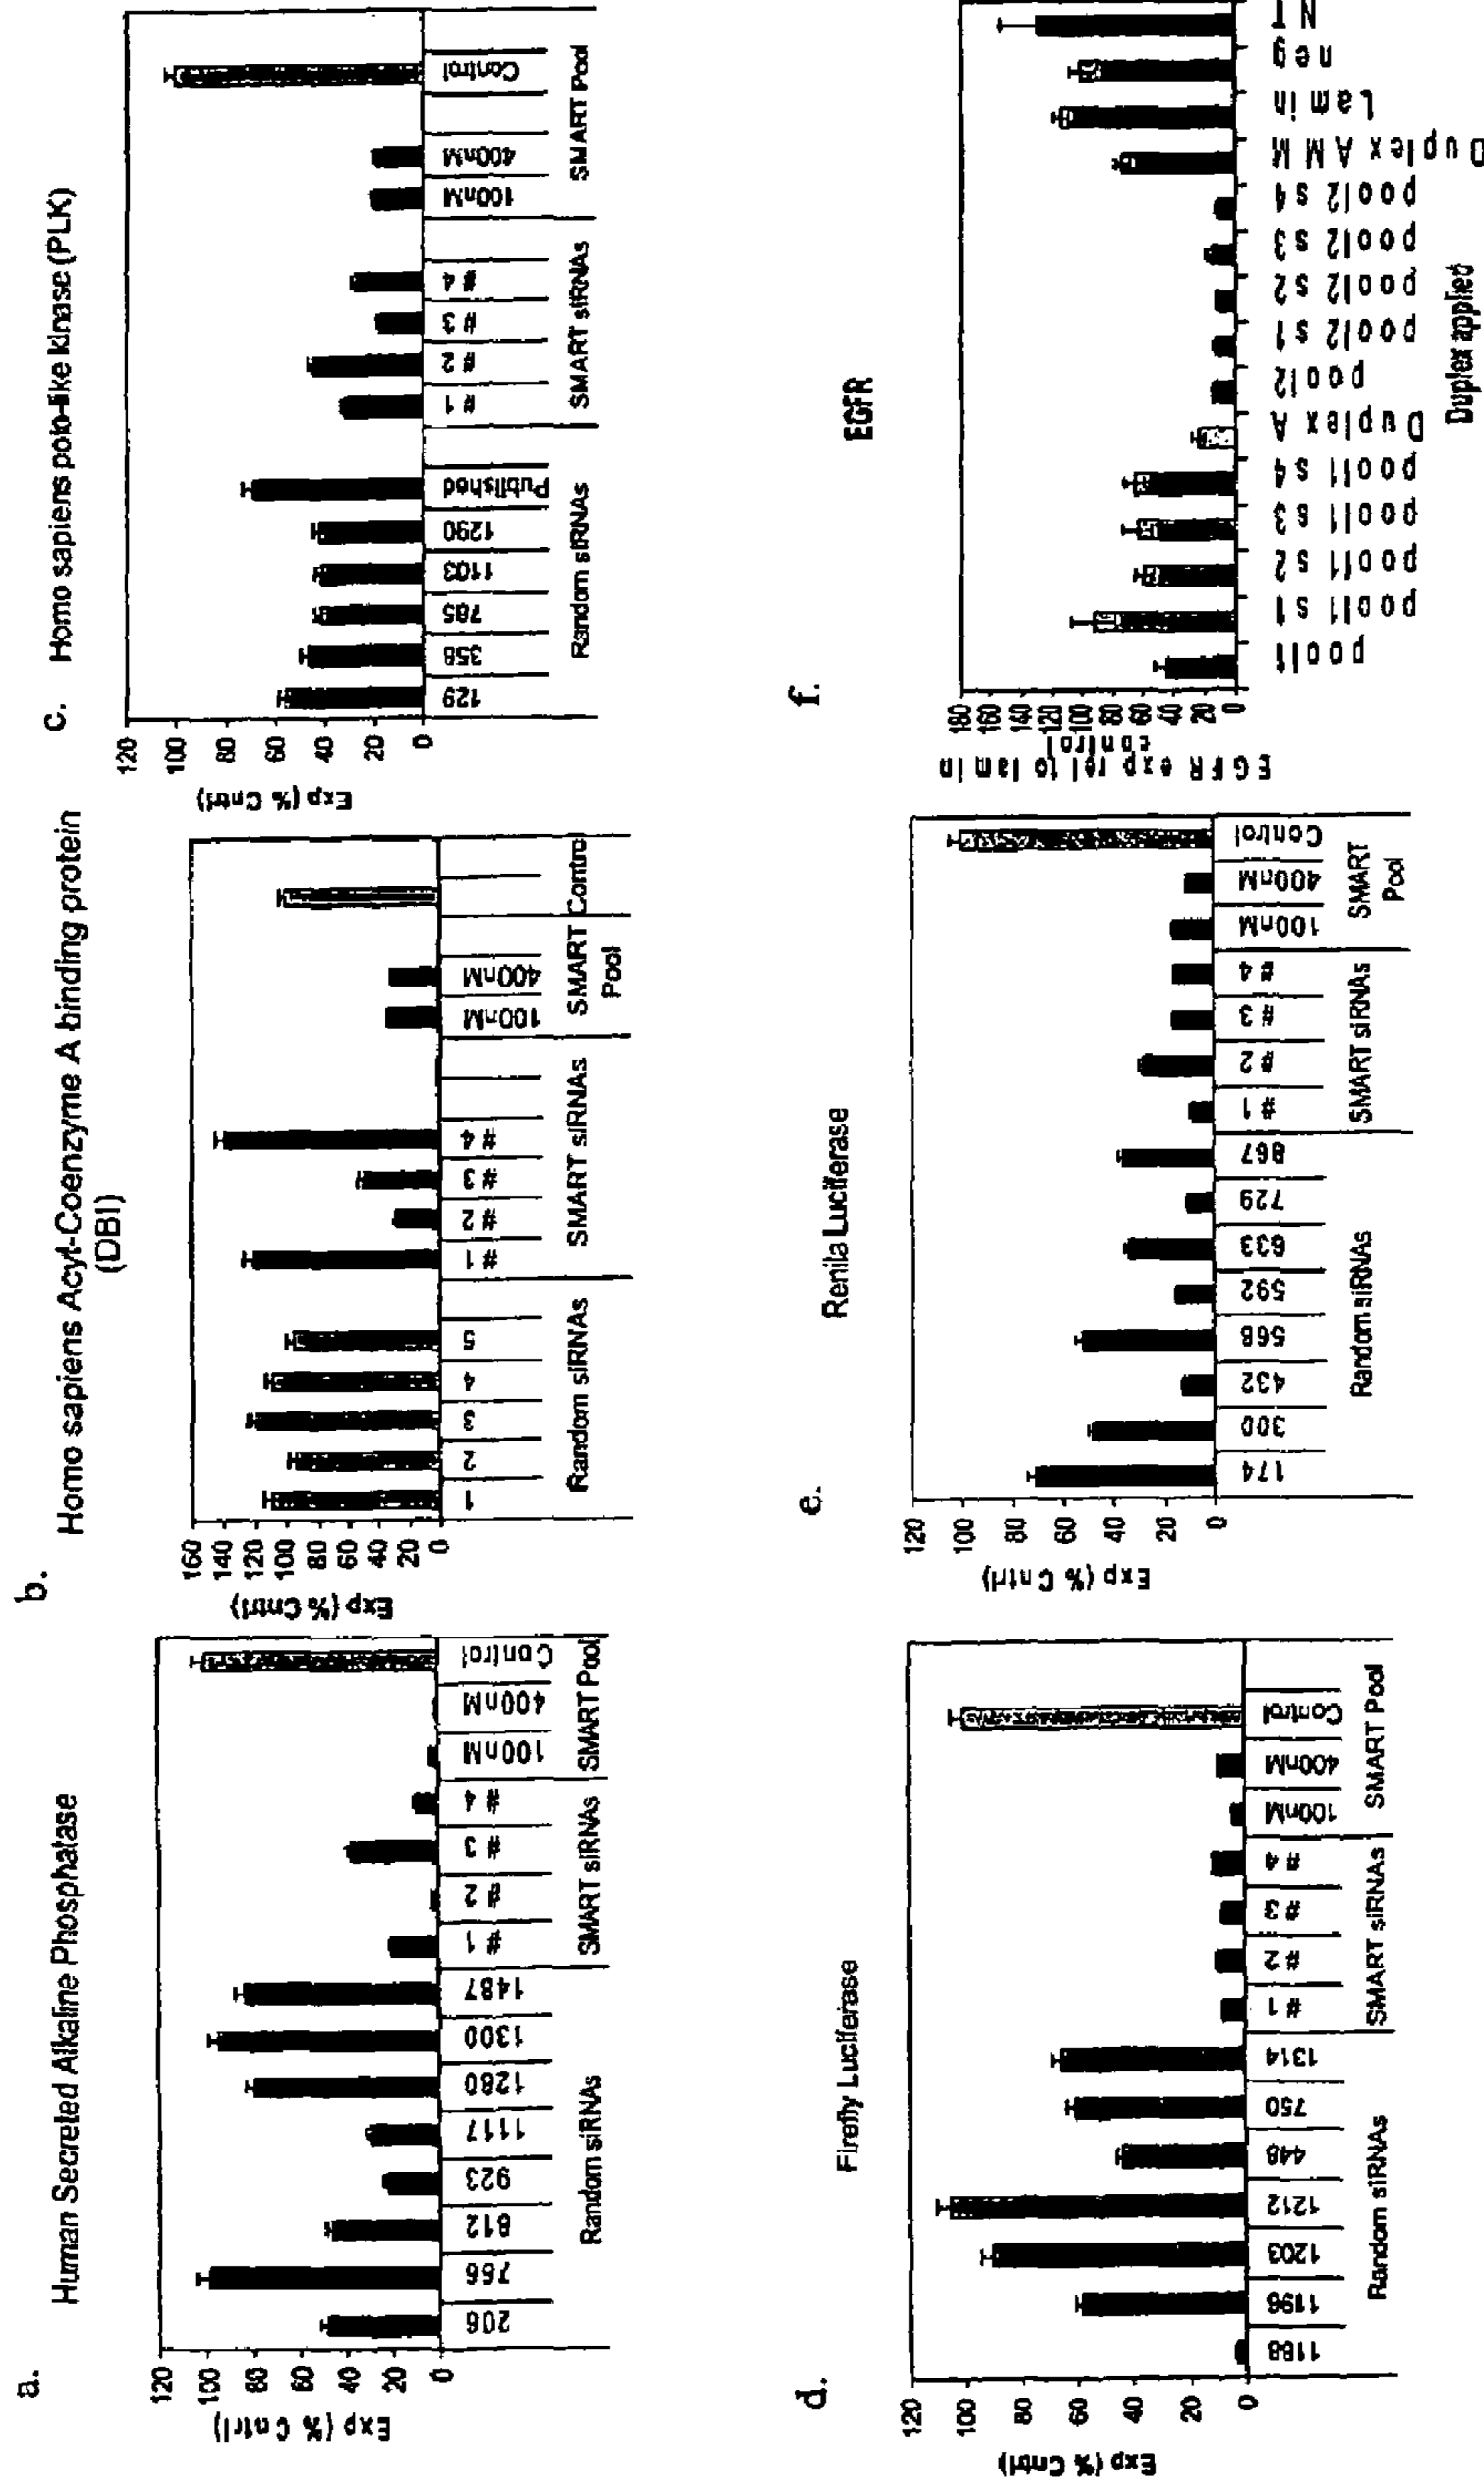 a. Human Secreted Alkaline Phosphatase
Exp (% Cntrl)
120
100
80
60
40
20
0
206
766
812
923
1117
1280
1300
1487
# 1
# 2
# 3
# 4
100nM
400nM
Control
Random siRNAs
SMART siRNAs
SMART Pool
b. Homo sapiens Acyl-Coenzyme A binding protein
(DBI)
Exp (% Cntrl)
160
140
120
100
80
60
40
20
0
1
2
3
4
5
# 1
# 2
# 3
# 4
100nM
400nM
Random siRNAs
SMART siRNAs
SMART
Pool
Contro
c. Homo sapiens polo-like kinase (PLK)
Exp (% Cntrl)
120
100
80
60
40
20
0
129
358
785
1103
1290
Published
# 1
# 2
# 3
# 4
100nM
400nM
Control
Random siRNAs
SMART siRNAs
SMART Pool
d. Firefly Luciferase
Exp (% Cntrl)
120
100
80
60
40
20
0
1188
1196
1203
1212
448
750
1314
# 1
# 2
# 3
# 4
100nM
400nM
Control
Random siRNAs
SMART siRNAs
SMART Pool
e. Renila Luciferase
Exp (% Cntrl)
120
100
80
60
40
20
0
174
300
432
568
592
633
729
867
# 1
# 2
# 3
# 4
100nM
400nM
Control
Random siRNAs
SMART siRNAs
SMART
Pool
f. EGFR
EGFR exp rel to lamin
control
180
160
140
120
100
80
60
40
20
0
pool1
pool1 s1
pool1 s2
pool1 s3
pool1 s4
Duplex A
pool2
pool2 s1
pool2 s2
pool2 s3
pool2 s4
Duplex A MM
Lamin
neg
NT
Duplex applied